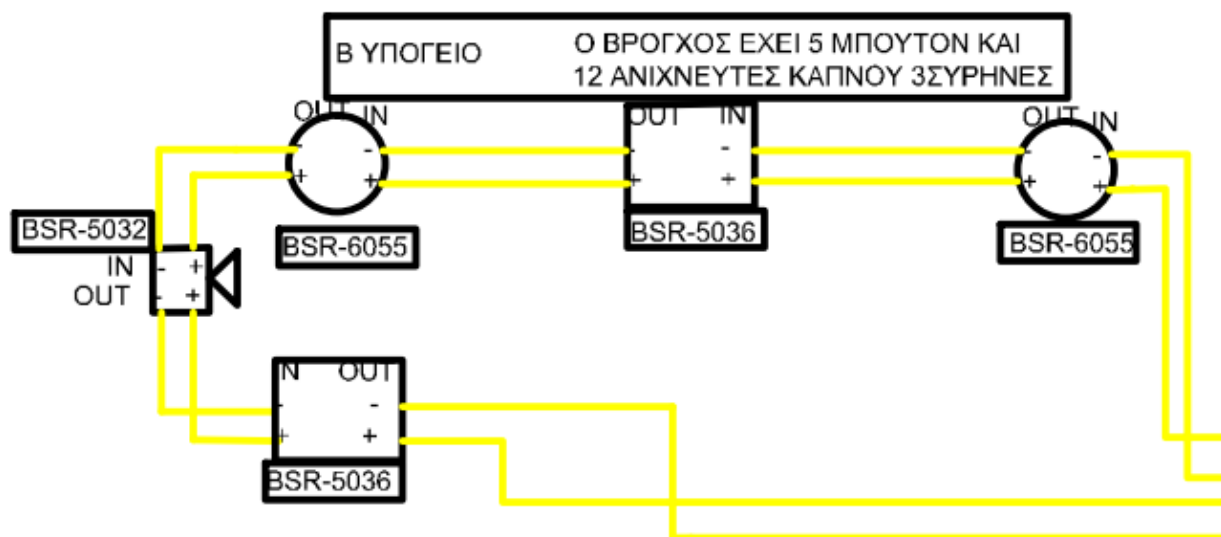 Β ΥΠΟΓΕΙΟ
Ο ΒΡΟΓΧΟΣ ΕΧΕΙ 5 ΜΠΟΥΤΟΝ ΚΑΙ
12 ΑΝΙΧΝΕΥΤΕΣ ΚΑΠΝΟΥ 3ΣΥΡΗΝΕΣ
OUT IN
OUT IN
OUT IN
- - - - - -
+ + + + + +
BSR-5032
BSR-6055
BSR-5036
BSR-6055
IN - +
OUT - +
N OUT
- -
+ +
BSR-5036